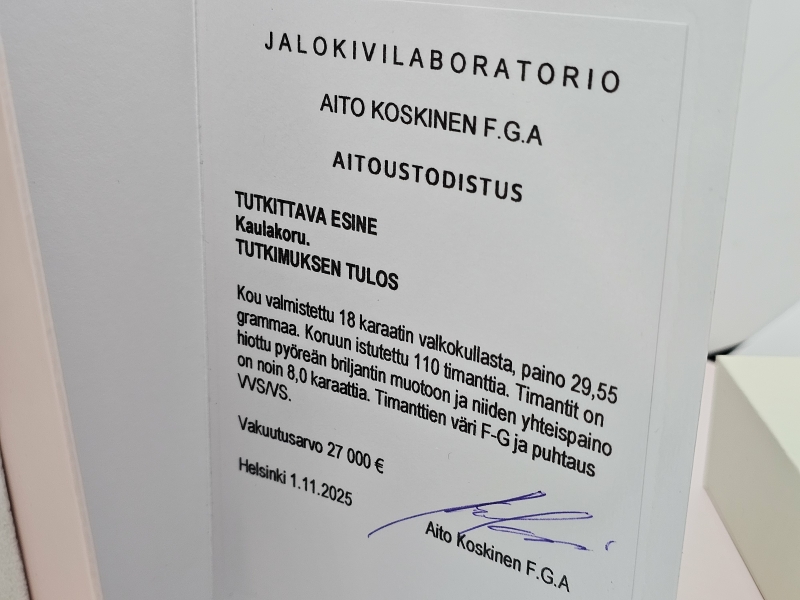 JALOKIVILABORATORIO
AITO KOSKINEN F.G.A
AITOUSTODISTUS
TUTKITTAVA ESINE
Kaulakoru.
TUTKIMUKSEN TULOS
Kou valmistettu 18 karaatin valkokullasta, paino 29,55
grammaa. Koruun istutettu 110 timanttia. Timantit on
hiottu pyöreän briljantin muotoon ja niiden yhteispaino
on noin 8,0 karaattia. Timanttien väri F-G ja puhtaus
VVS/VS.
Vakuutusarvo 27 000 €
Helsinki 1.11.2025
Aito Koskinen F.G.A